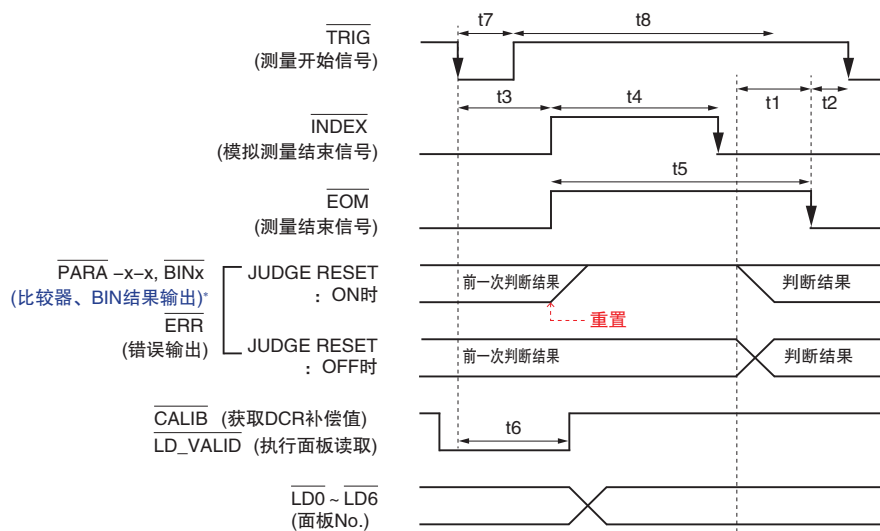 TRIG
(测量开始信号)
t7
t8
t1
t2
t3
t4
INDEX
(模拟测量结束信号)
t5
EOM
(测量结束信号)
PARA -x-x, BINx
(比较器、BIN结果输出)*
ERR
(错误输出)
JUDGE RESET
: ON时
前一次判断结果
判断结果
重置
JUDGE RESET
: OFF时
前一次判断结果
判断结果
CALIB (获取DCR补偿值)
LD_VALID (执行面板读取)
t6
LD0 ~ LD6
(面板No.)